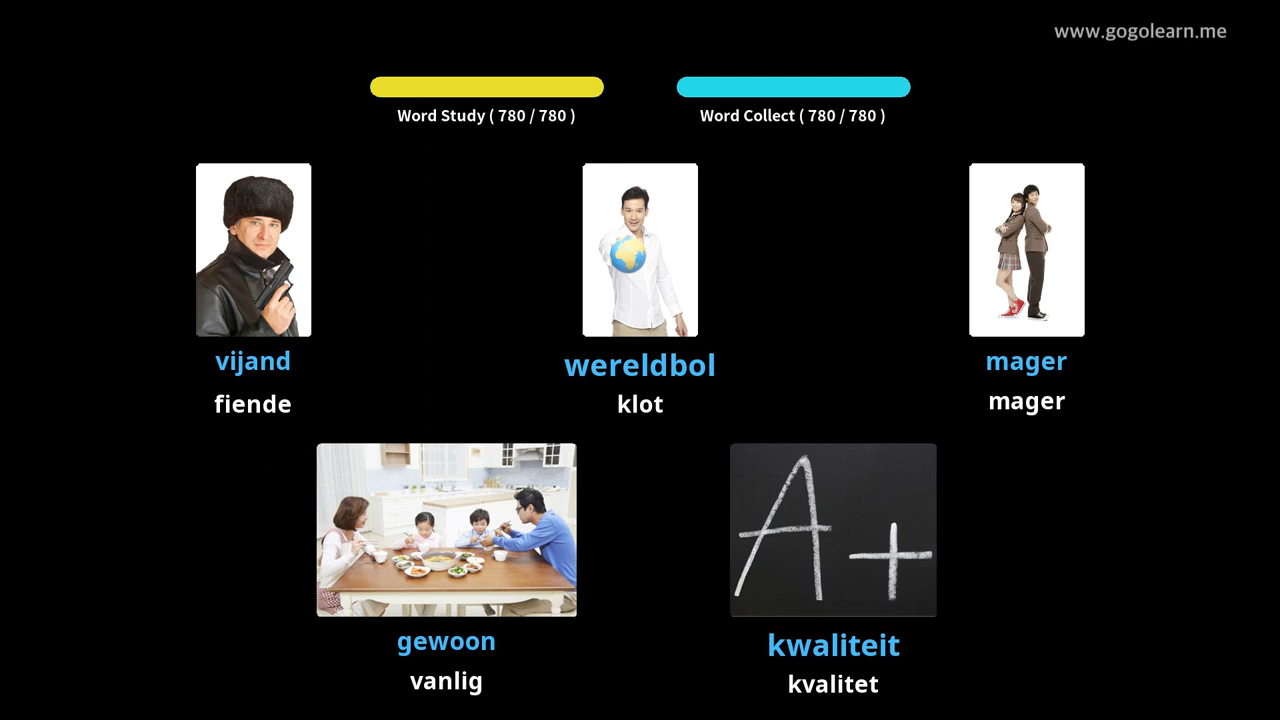 www.gogolearn.me
Word Study ( 780 / 780 )
Word Collect ( 780 / 780 )
vijand
fiende
wereldbol
klot
mager
mager
gewoon
vanlig
A+
kwaliteit
kvalitet